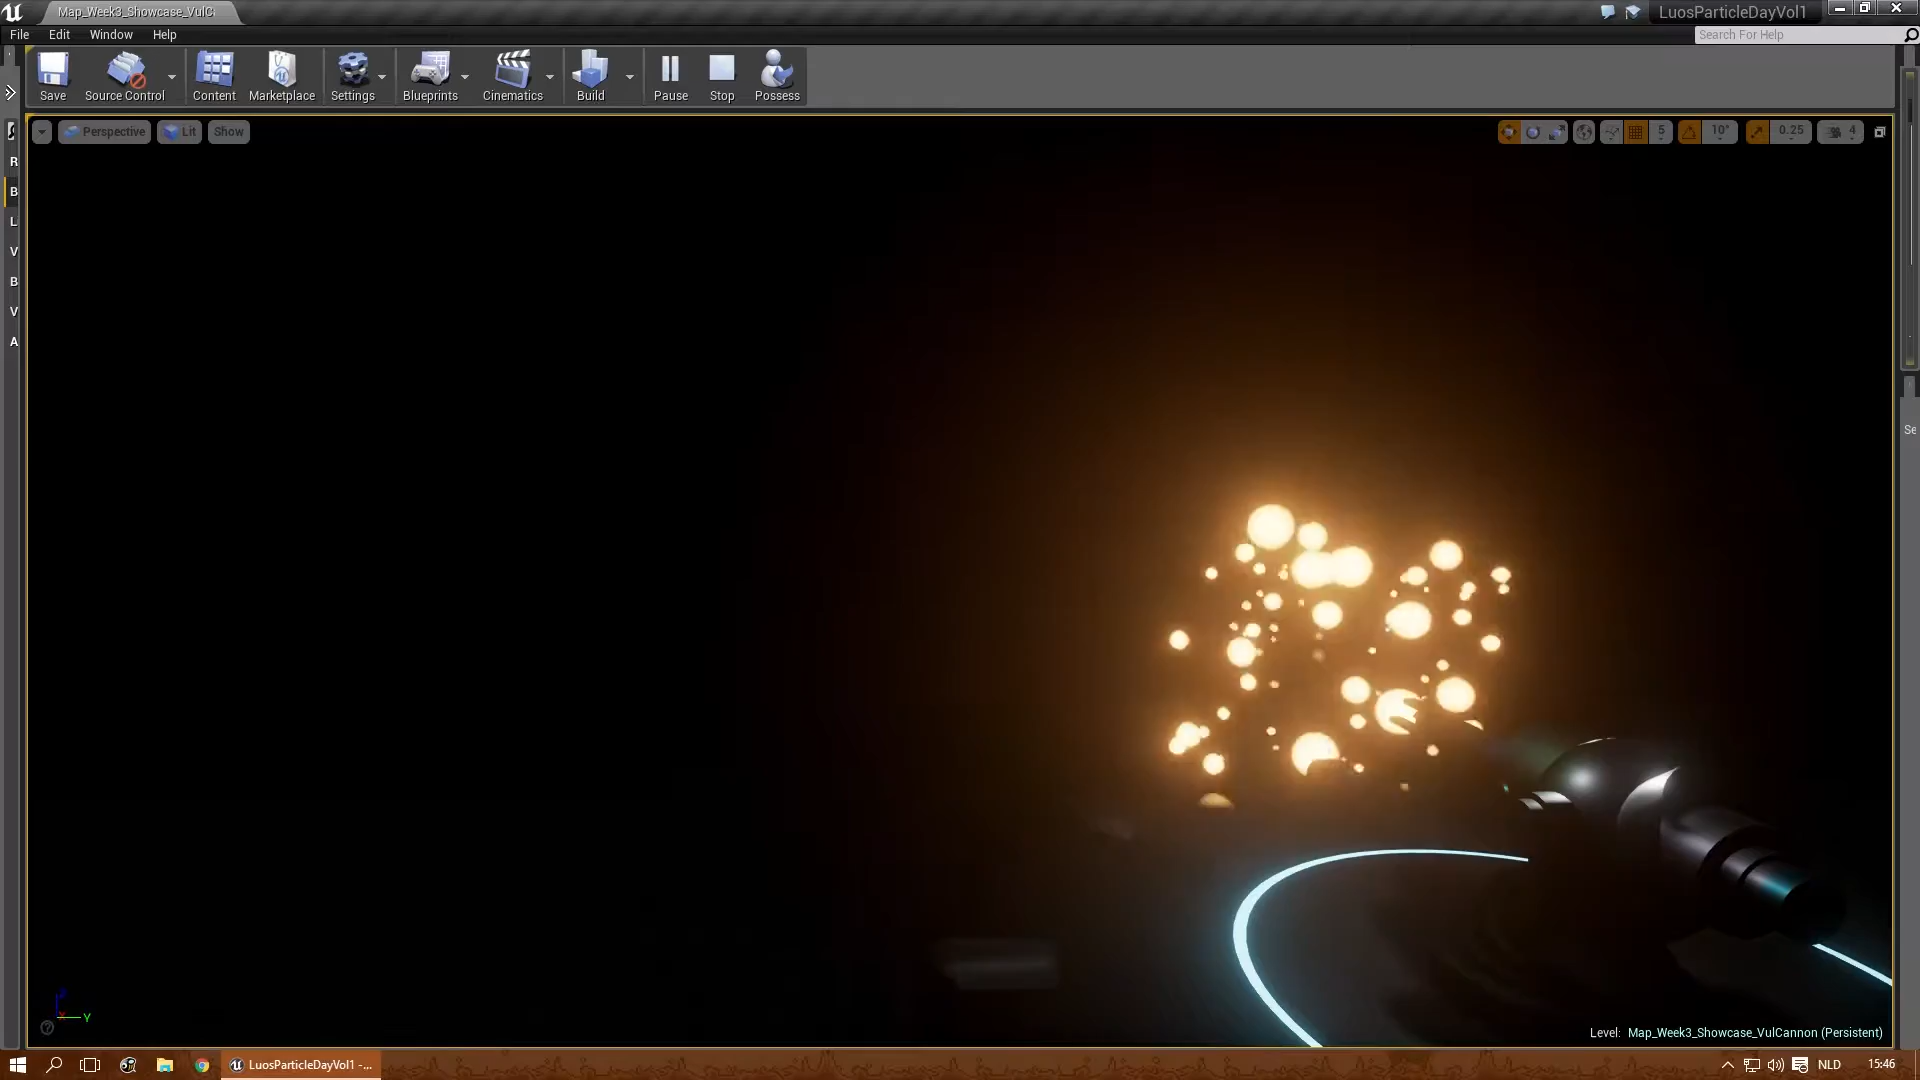 Map_Week3_Showcase_VulC
LuosParticleDayVol1
File Edit Window Help
Search For Help
Save Source Control Content Marketplace Settings Blueprints Cinematics Build Pause Stop Possess
Perspective Lit Show
5 10° 0.25 4
R
B
L
V
B
V
A
Se
Z
X Y
Level: Map_Week3_Showcase_VulCannon (Persistent)
LuosParticleDayVol1 -...
NLD 15:46